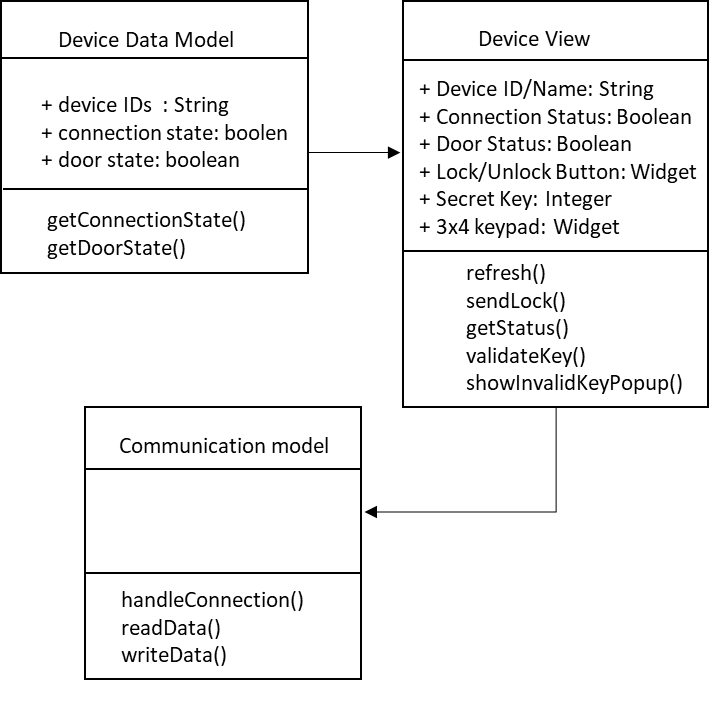 Device Data Model
+ device IDs : String
+ connection state: boolen
+ door state: boolean
getConnectionState()
getDoorState()
Device View
+ Device ID/Name: String
+ Connection Status: Boolean
+ Door Status: Boolean
+ Lock/Unlock Button: Widget
+ Secret Key: Integer
+ 3x4 keypad: Widget
refresh()
sendLock()
getStatus()
validateKey()
showInvalidKeyPopup()
Communication model
handleConnection()
readData()
writeData()